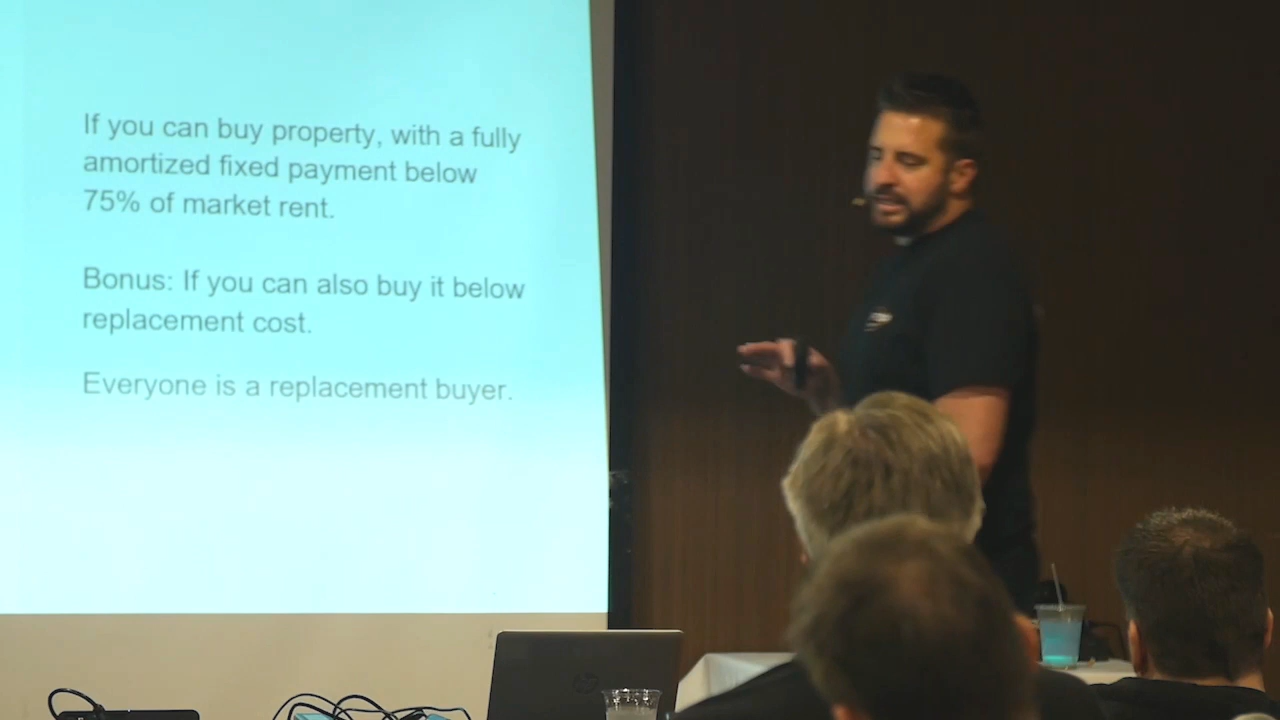 If you can buy property, with a fully
amortized fixed payment below
75% of market rent.
Bonus: If you can also buy it below
replacement cost.
Everyone is a replacement buyer.